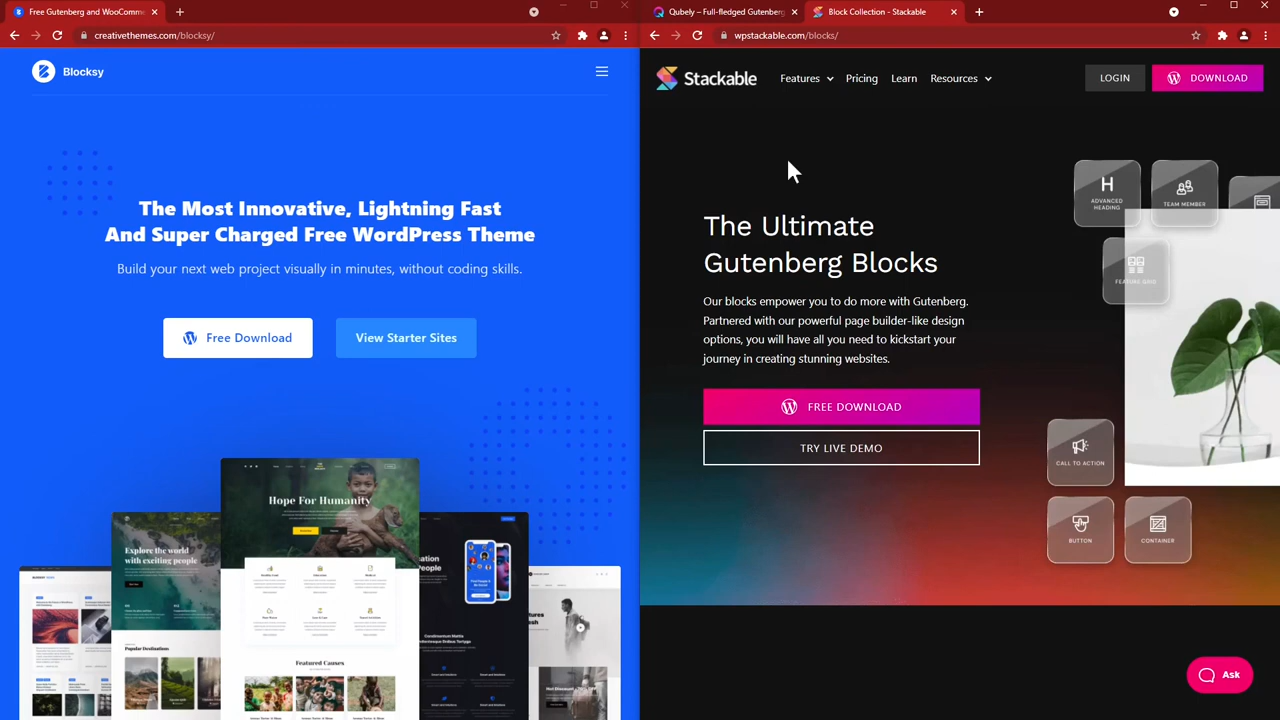 Free Gutenberg and WooComm
creativethemes.com/blocksy/
Blocksy
The Most Innovative, Lightning Fast
And Super Charged Free WordPress Theme
Build your next web project visually in minutes, without coding skills.
Free Download
View Starter Sites
Hope For Humanity
Explore the world
with exciting people
Popular Destinations
Featured Causes
Qubely – Full-fledged Gutenberg
Block Collection - Stackable
wpstackable.com/blocks/
Stackable
Features
Pricing
Learn
Resources
LOGIN
DOWNLOAD
The Ultimate
Gutenberg Blocks
Our blocks empower you to do more with Gutenberg.
Partnered with our powerful page builder-like design
options, you will have all you need to kickstart your
journey in creating stunning websites.
FREE DOWNLOAD
TRY LIVE DEMO
H
ADVANCED
HEADING
TEAM MEMBER
FEATURE GRID
CALL TO ACTION
BUTTON
CONTAINER
Ask